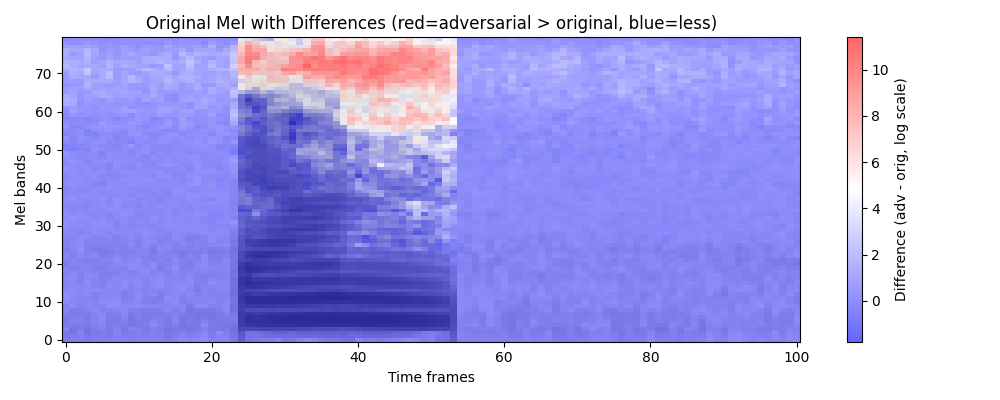 Original Mel with Differences (red=adversarial > original, blue=less)
Mel bands
70
60
50
40
30
20
10
0
0 20 40 60 80 100
Time frames
10
8
6
4
2
0
Difference (adv - orig, log scale)